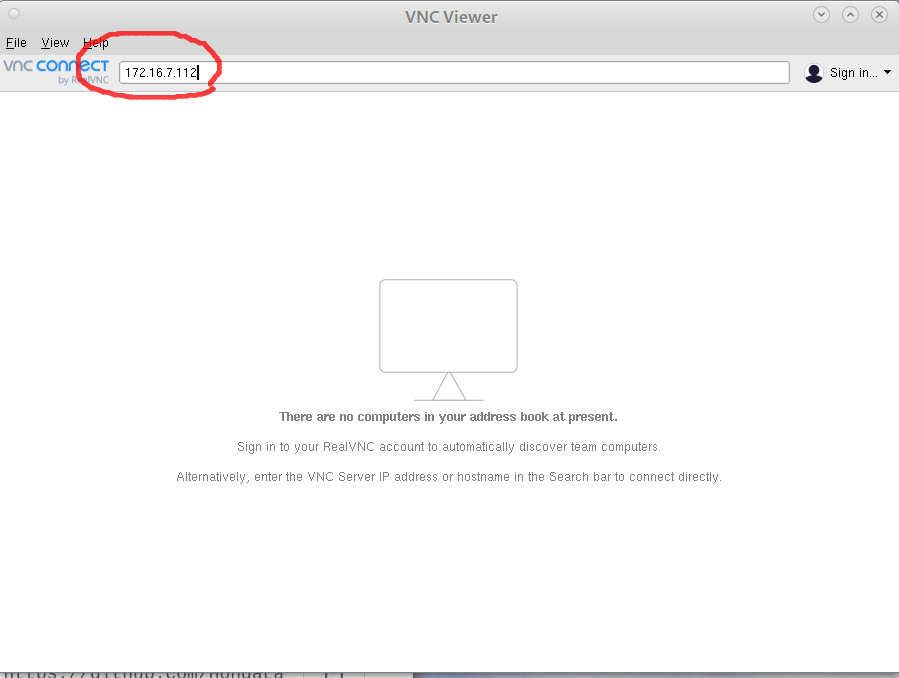 VNC Viewer
File View Help
vnc connect
by RealVNC
172.16.7.112
Sign in...
There are no computers in your address book at present.
Sign in to your RealVNC account to automatically discover team computers.
Alternatively, enter the VNC Server IP address or hostname in the Search bar to connect directly.